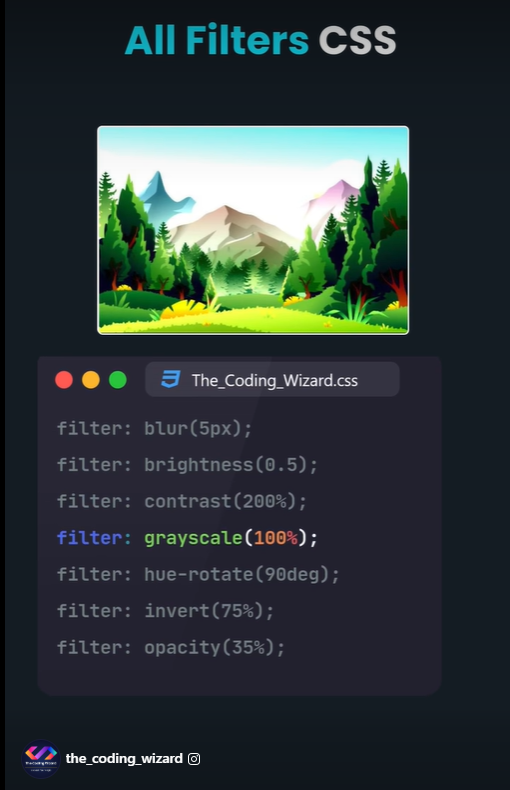 All Filters CSS
The_Coding_Wizard.css
filter: blur(5px);
filter: brightness(0.5);
filter: contrast(200%);
filter: grayscale(100%);
filter: hue-rotate(90deg);
filter: invert(75%);
filter: opacity(35%);
the_coding_wizard